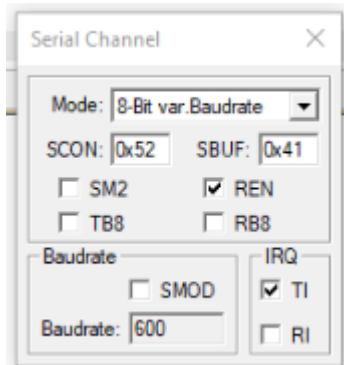 Serial Channel
Mode: 8-Bit var.Baudrate
SCON: 0x52 SBUF: 0x41
SM2 REN
TB8 RB8
Baudrate IRQ
SMOD TI
Baudrate: 600 RI